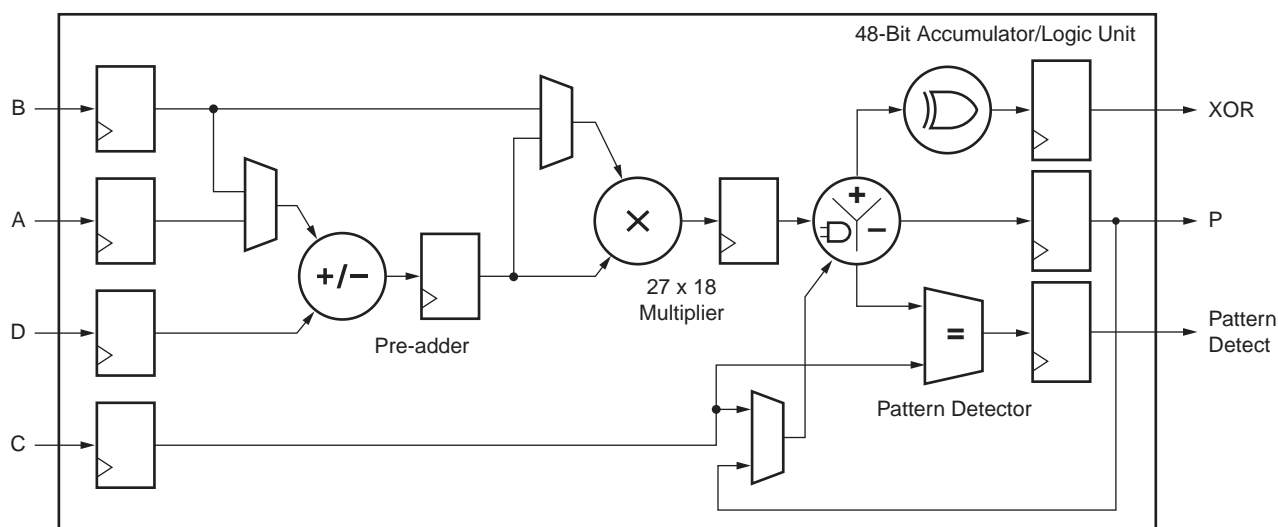 48-Bit Accumulator/Logic Unit
B
XOR
A
+
–
P
×
+/–
27 x 18
Multiplier
D
Pre-adder
=
Pattern
Detect
Pattern Detector
C